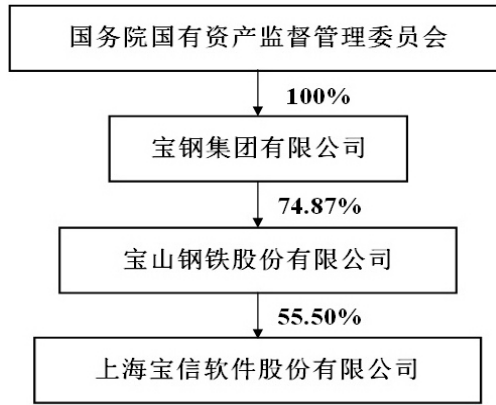 国务院国有资产监督管理委员会
100%
宝钢集团有限公司
74.87%
宝山钢铁股份有限公司
55.50%
上海宝信软件股份有限公司